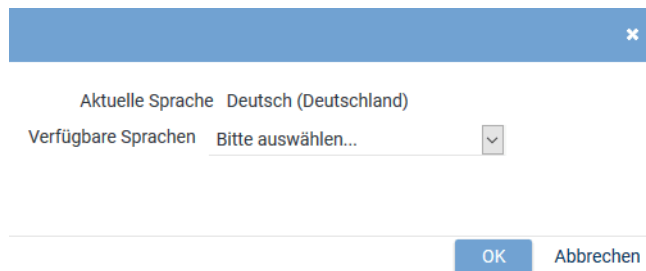 Aktuelle Sprache Deutsch (Deutschland)
Verfügbare Sprachen Bitte auswählen...
OK Abbrechen